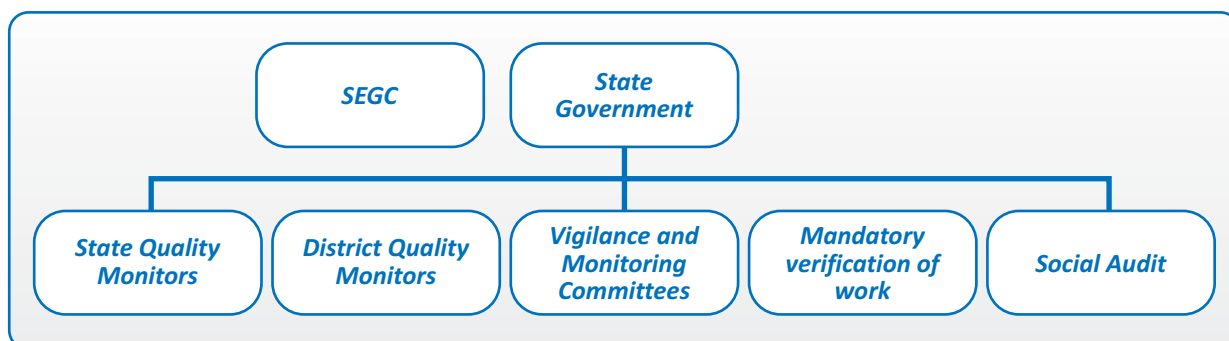 SEGC
State
Government
State Quality
Monitors
District Quality
Monitors
Vigilance and
Monitoring
Committees
Mandatory
verification of
work
Social Audit